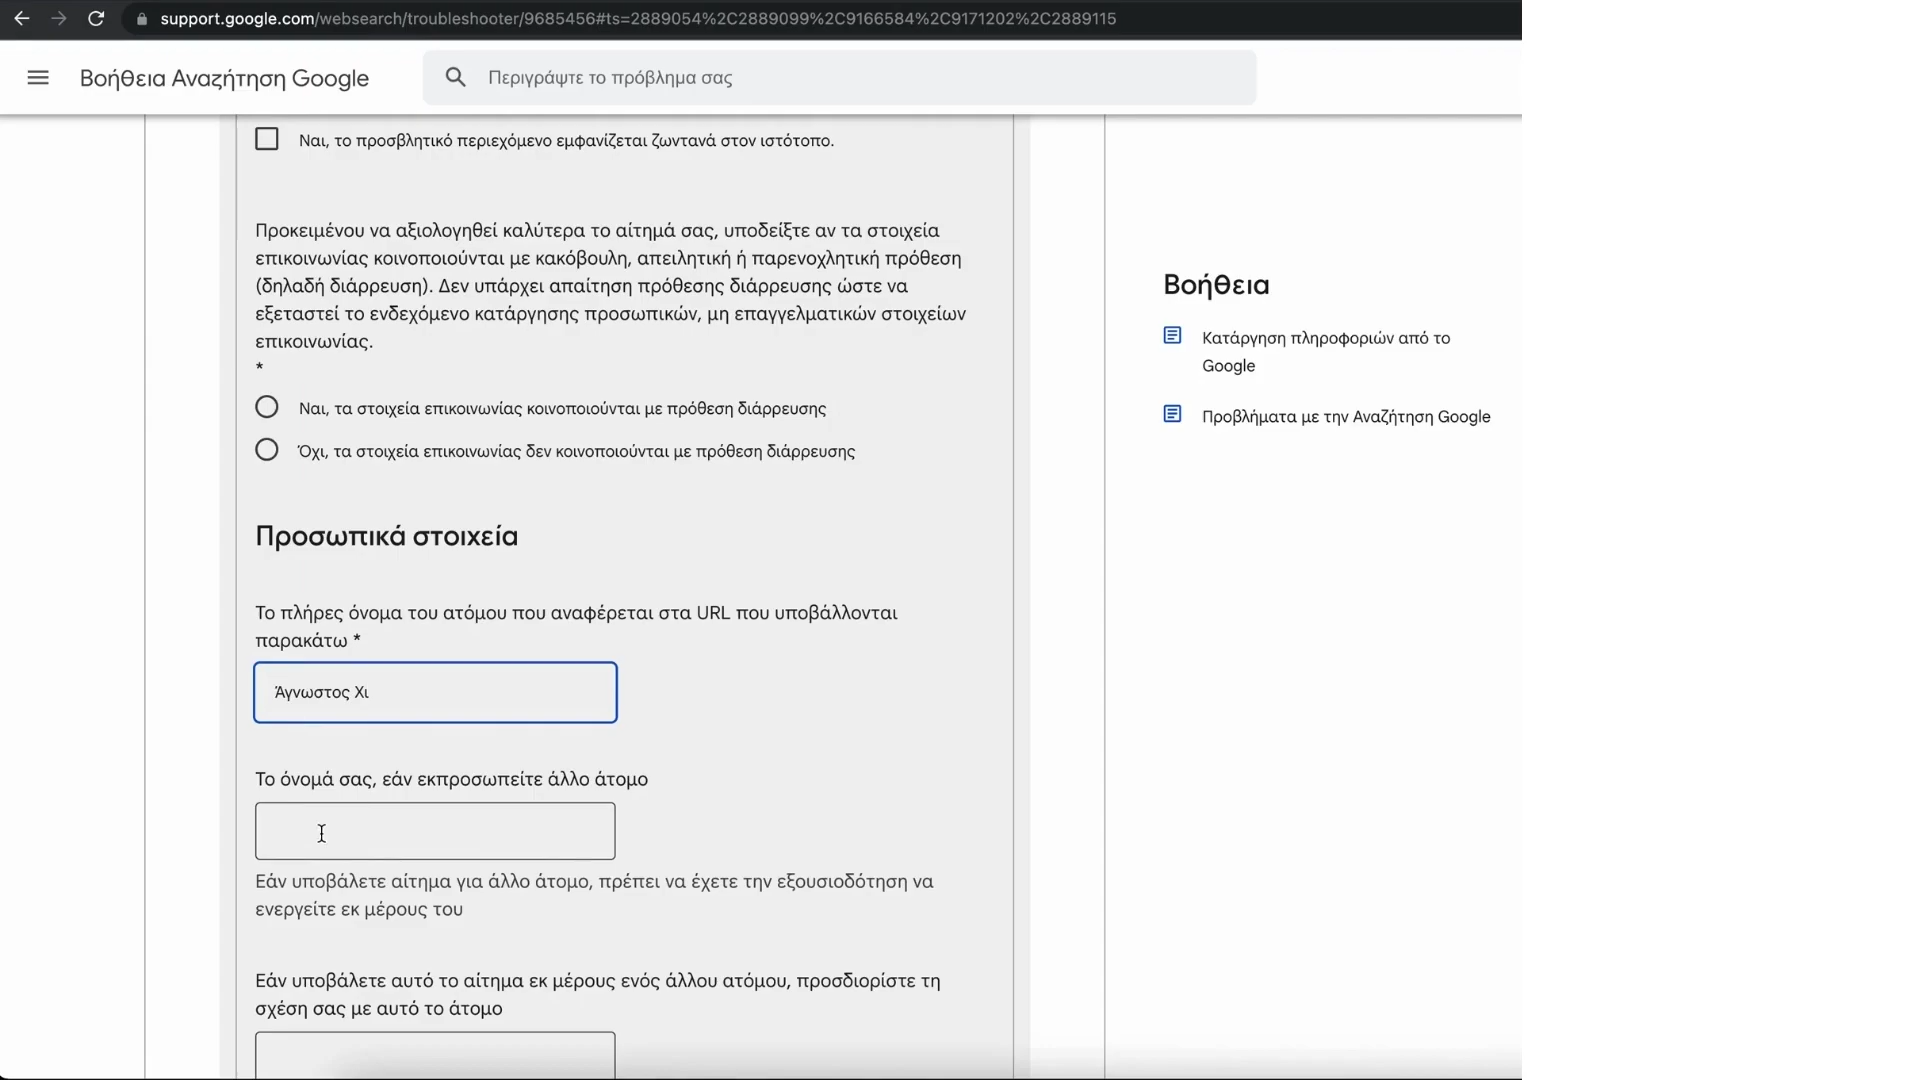 support.google.com/websearch/troubleshooter/9685456#ts=2889054%2C2889099%2C9166584%2C9171202%2C2889115
Βοήθεια Αναζήτηση Google
Περιγράψτε το πρόβλημα σας
Ναι, το προσβλητικό περιεχόμενο εμφανίζεται ζωντανά στον ιστότοπο.
Προκειμένου να αξιολογηθεί καλύτερα το αίτημά σας, υποδείξτε αν τα στοιχεία
επικοινωνίας κοινοποιούνται με κακόβουλη, απειλητική ή παρενοχλητική πρόθεση
(δηλαδή διάρρευση). Δεν υπάρχει απαίτηση πρόθεσης διάρρευσης ώστε να
εξεταστεί το ενδεχόμενο κατάργησης προσωπικών, μη επαγγελματικών στοιχείων
επικοινωνίας.
*
Ναι, τα στοιχεία επικοινωνίας κοινοποιούνται με πρόθεση διάρρευσης
Όχι, τα στοιχεία επικοινωνίας δεν κοινοποιούνται με πρόθεση διάρρευσης
Προσωπικά στοιχεία
Το πλήρες όνομα του ατόμου που αναφέρεται στα URL που υποβάλλονται
παρακάτω *
Άγνωστος Χι
Το όνομά σας, εάν εκπροσωπείτε άλλο άτομο
Εάν υποβάλετε αίτημα για άλλο άτομο, πρέπει να έχετε την εξουσιοδότηση να
ενεργείτε εκ μέρους του
Εάν υποβάλετε αυτό το αίτημα εκ μέρους ενός άλλου ατόμου, προσδιορίστε τη
σχέση σας με αυτό το άτομο
Βοήθεια
Κατάργηση πληροφοριών από το
Google
Προβλήματα με την Αναζήτηση Google